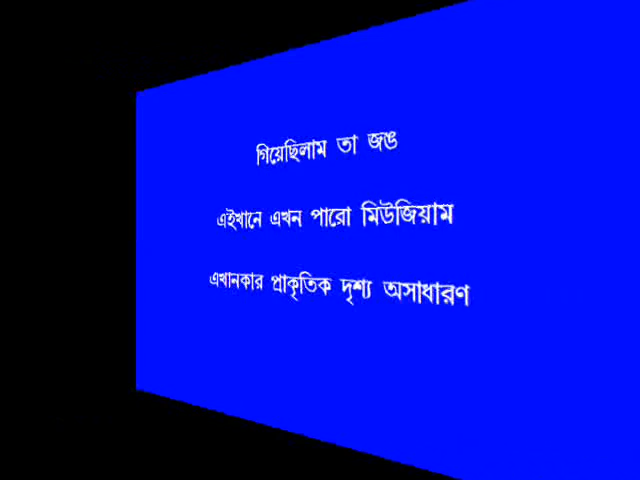 গিয়েছিলাম তা জঙ
এইখানে এখন পারো মিউজিয়াম
এখানকার প্রাকৃতিক দৃশ্য অসাধারণ